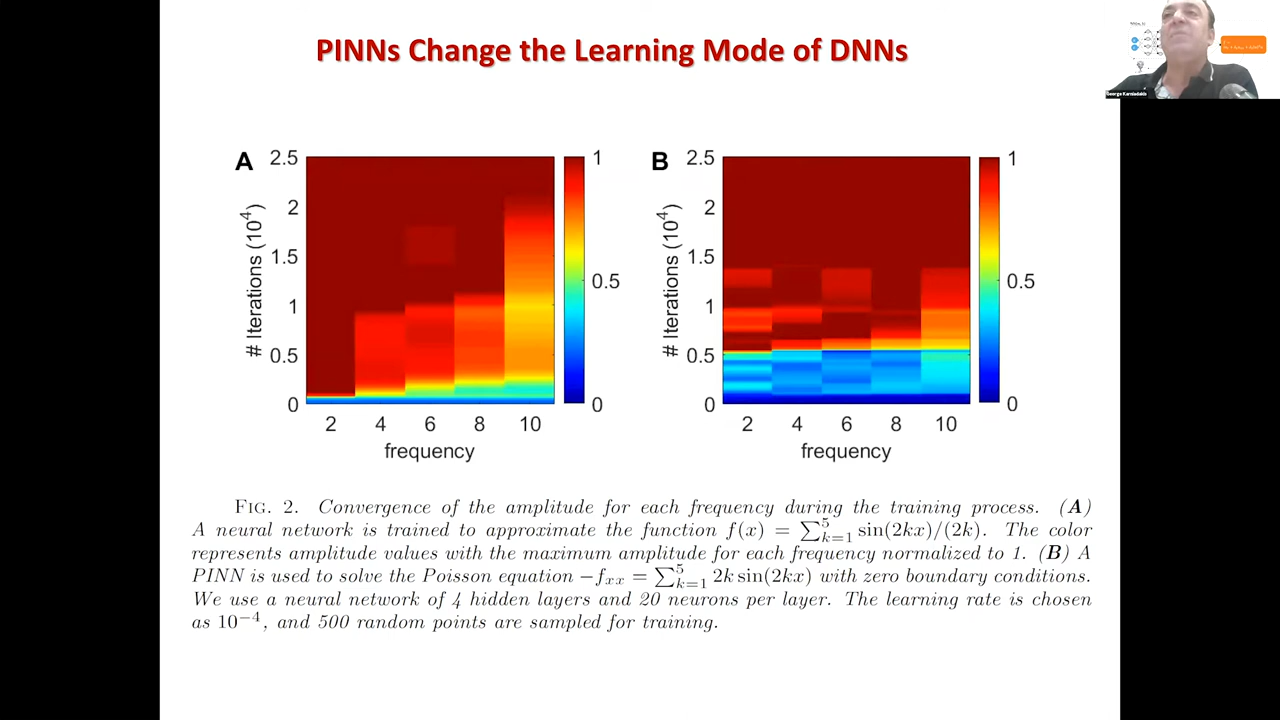 PINNs Change the Learning Mode of DNNs
George Karniadakis
A
2.5
2
1.5
1
0.5
0
# Iterions (10^4)
2 4 6 8 10
frequency
1
0.5
0
B
2.5
2
1.5
1
0.5
0
# Iterions (10^4)
2 4 6 8 10
frequency
1
0.5
0
FIG. 2. Convergence of the amplitude for each frequency during the training process. (A)
A neural network is trained to approximate the function f(x) = ∑_{k=1}^{5} sin(2kx)/(2k). The color
represents amplitude values with the maximum amplitude for each frequency normalized to 1. (B) A
PINN is used to solve the Poisson equation −f_{xx} = ∑_{k=1}^{5} 2k sin(2kx) with zero boundary conditions.
We use a neural network of 4 hidden layers and 20 neurons per layer. The learning rate is chosen
as 10^{−4}, and 500 random points are sampled for training.